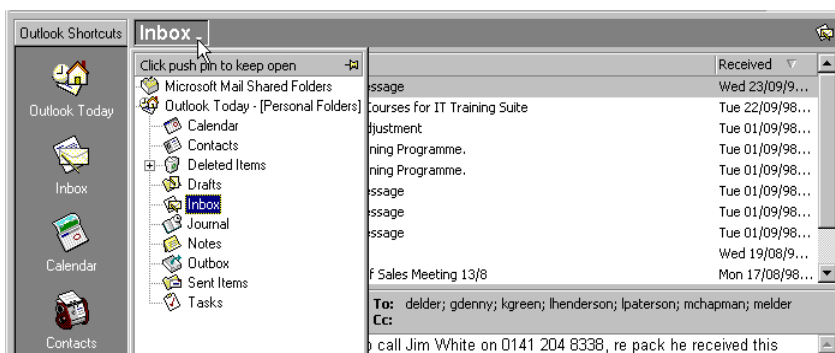 Outlook Shortcuts
Inbox
Outlook Today
Inbox
Calendar
Contacts
Click push pin to keep open
Microsoft Mail Shared Folders
Outlook Today - [Personal Folders]
Calendar
Contacts
Deleted Items
Drafts
Inbox
Journal
Notes
Outbox
Sent Items
Tasks
Received
essage Wed 23/09/9...
Courses for IT Training Suite Tue 22/09/98...
djustment Tue 01/09/98...
ning Programme. Tue 01/09/98...
ning Programme. Tue 01/09/98...
essage Tue 01/09/98...
essage Tue 01/09/98...
essage Tue 01/09/98...
Wed 19/08/9...
f Sales Meeting 13/8 Mon 17/08/98...
To: delder; gdenny; kgreen; lhenderson; lpaterson; mchapman; melder
Cc:
call Jim White on 0141 204 8338, re pack he received this